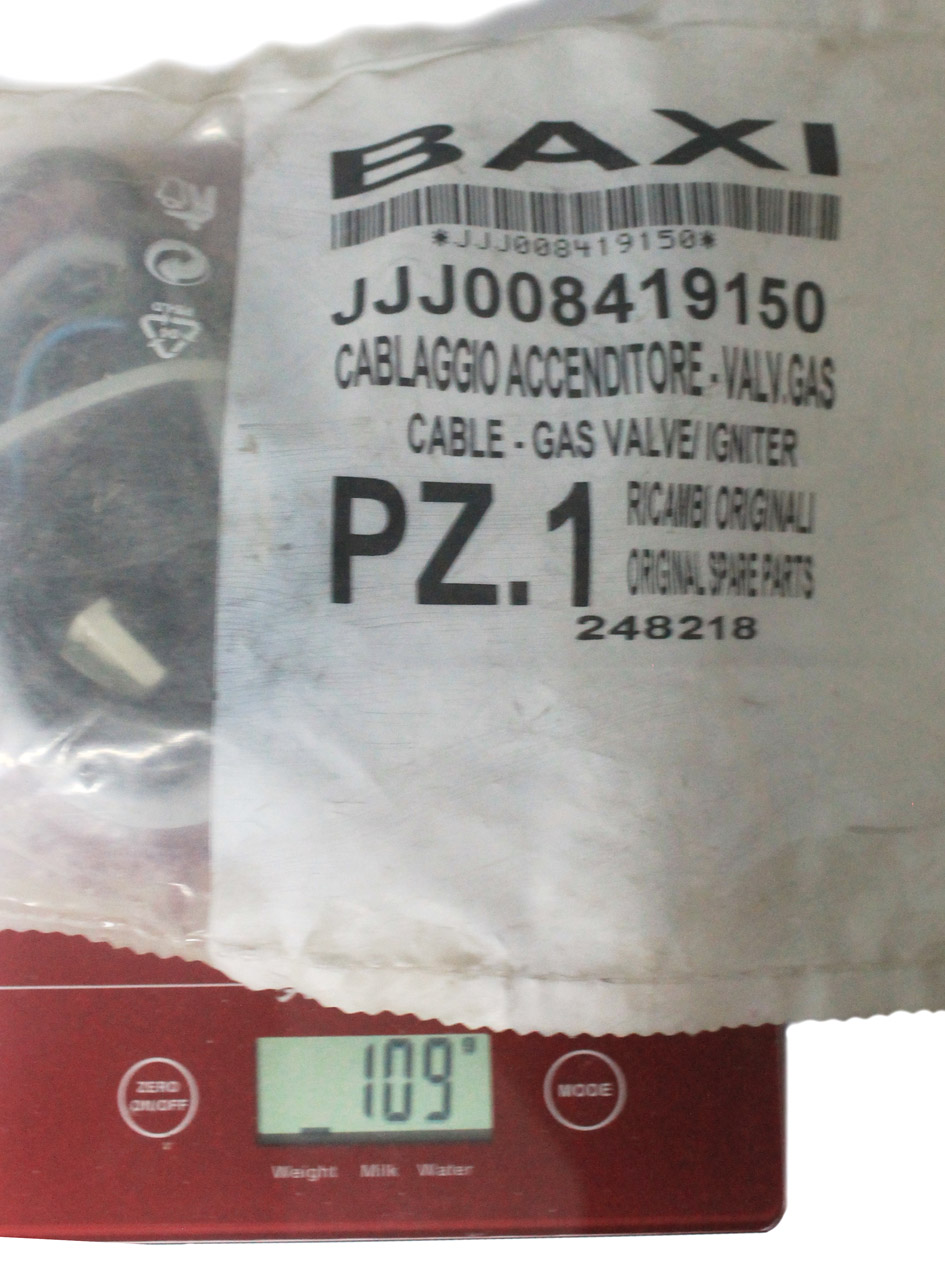 BAXI
*JJJ008419150*
JJJ008419150
CABLAGGIO ACCENDITORE - VALV.GAS
CABLE - GAS VALVE/ IGNITER
PZ.1
RICAMBI ORIGINALI
ORIGINAL SPARE PARTS
248218
109 g
ZERO
ON/OFF
MODE
Weight Milk Water